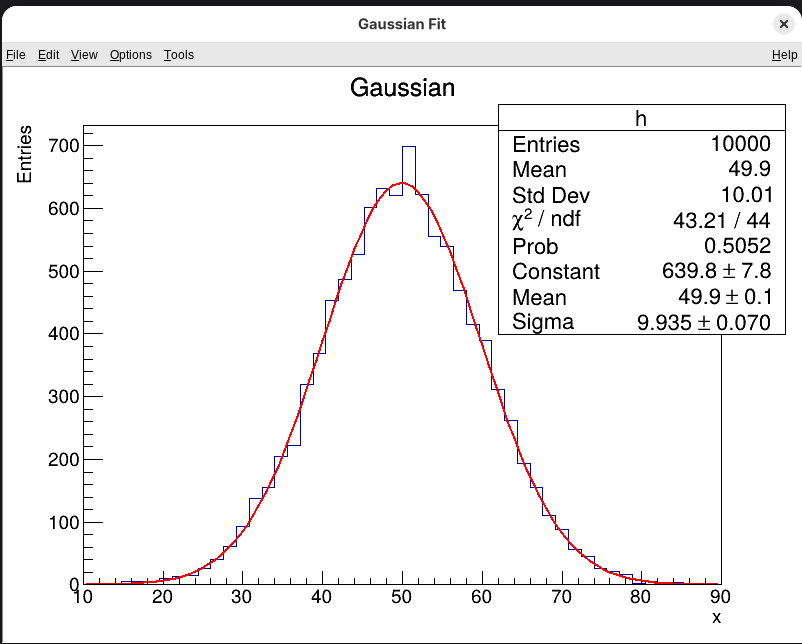 Gaussian Fit
File Edit View Options Tools Help
Gaussian
h
Entries 10000
Mean 49.9
Std Dev 10.01
χ² / ndf 43.21 / 44
Prob 0.5052
Constant 639.8 ± 7.8
Mean 49.9 ± 0.1
Sigma 9.935 ± 0.070
Entries
700
600
500
400
300
200
100
0
10 20 30 40 50 60 70 80 90
x